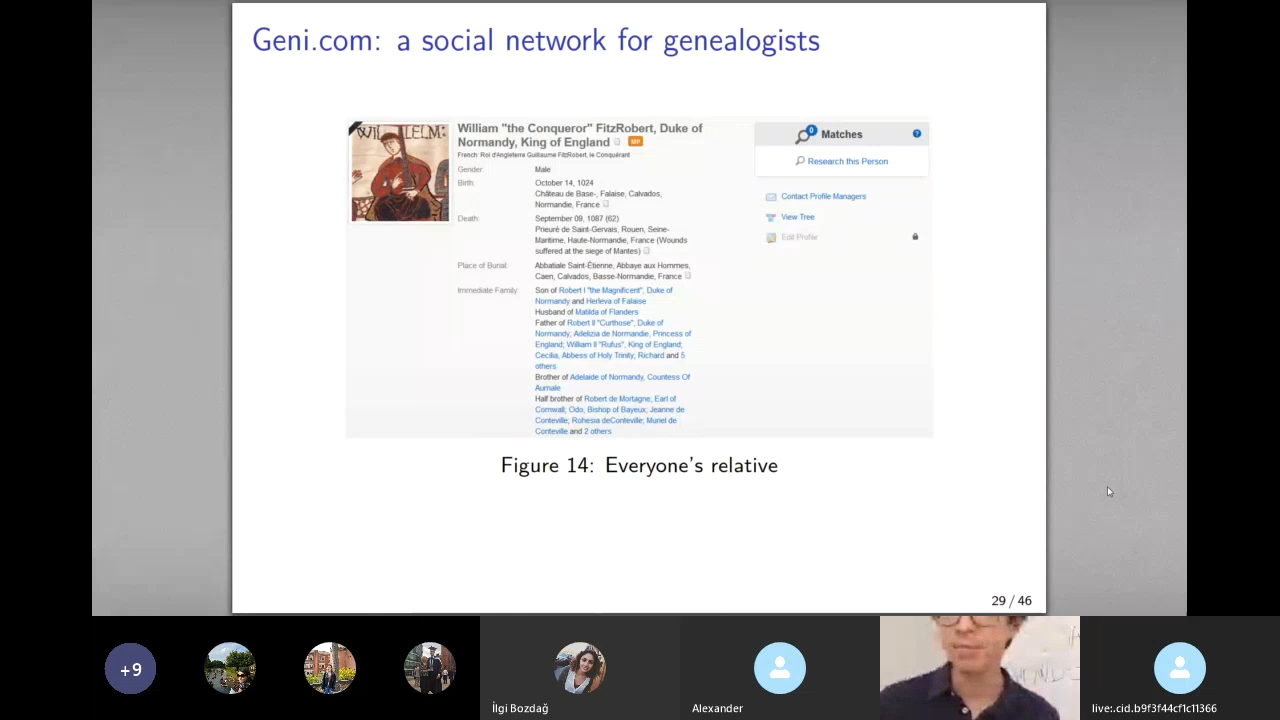 Geni.com: a social network for genealogists
WILLELM:
William "the Conqueror" FitzRobert, Duke of
Normandy, King of England MP
French: Roi d'Angleterre Guillaume FitzRobert, le Conquérant
Gender: Male
Birth: October 14, 1024
Château de Base-, Falaise, Calvados,
Normandie, France
Death: September 09, 1087 (62)
Prieuré de Saint-Gervais, Rouen, Seine-
Maritime, Haute-Normandie, France (Wounds
suffered at the siege of Mantes)
Place of Burial: Abbatiale Saint-Étienne, Abbaye aux Hommes,
Caen, Calvados, Basse-Normandie, France
Immediate Family: Son of Robert I "the Magnificent", Duke of
Normandy and Herleva of Falaise
Husband of Matilda of Flanders
Father of Robert II "Curthose", Duke of
Normandy; Adelizia de Normandie, Princess of
England; William II "Rufus", King of England;
Cecilia, Abbess of Holy Trinity; Richard and 5
others
Brother of Adelaide of Normandy, Countess Of
Aumale
Half brother of Robert de Mortagne, Earl of
Cornwall; Odo, Bishop of Bayeux; Jeanne de
Conteville; Rohesia deConteville; Muriel de
Conteville and 2 others
0 Matches ?
Research this Person
Contact Profile Managers
View Tree
Edit Profile
Figure 14: Everyone's relative
29 / 46
+9
İlgi Bozdağ
Alexander
live:.cid.b9f3f44cf1c11366